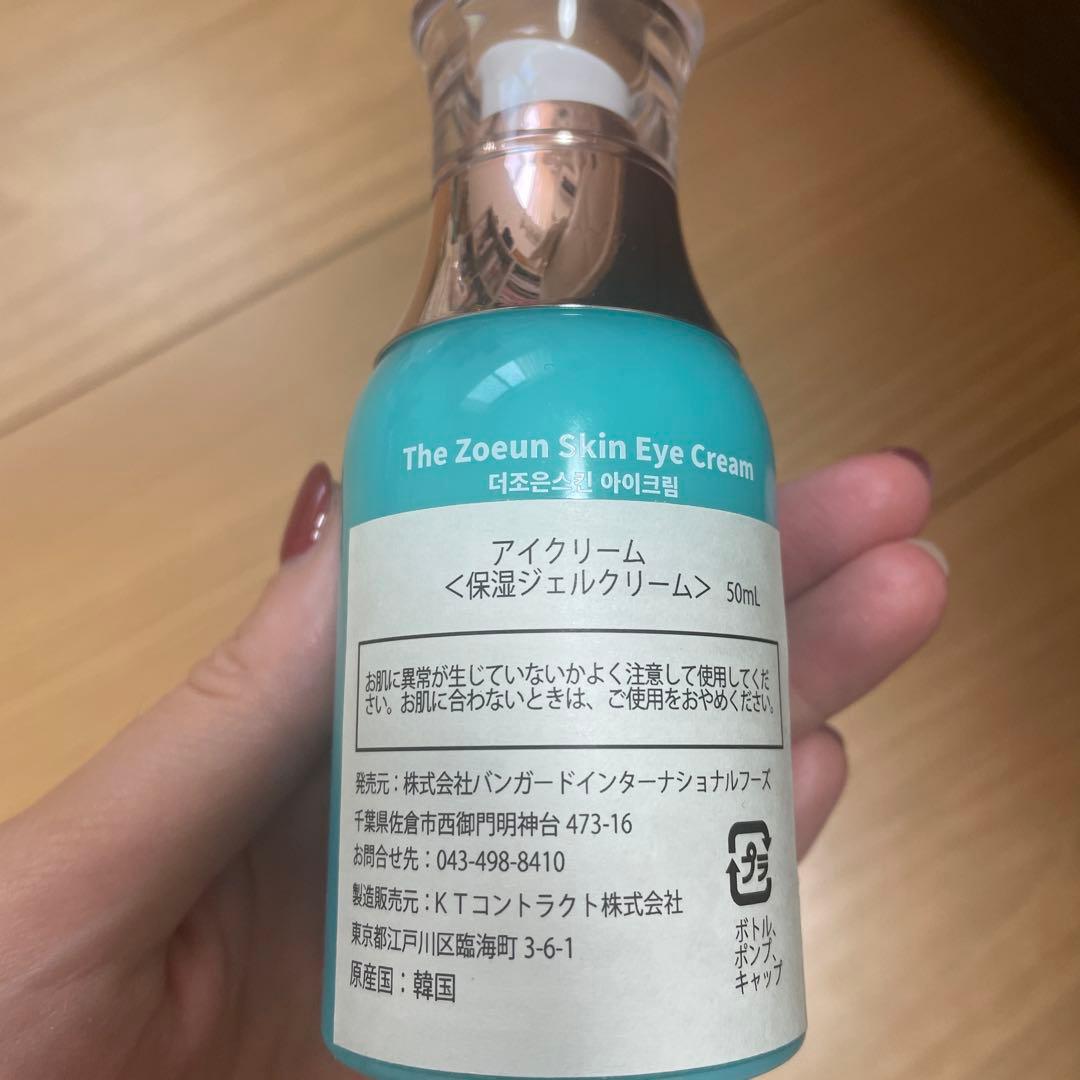 The Zoeun Skin Eye Cream
더조은스킨 아이크림
アイクリーム
＜保湿ジェルクリーム＞ 50mL
お肌に異常が生じていないかよく注意して使用してくだ
さい。お肌に合わないときは、ご使用をおやめください。
発売元：株式会社バンガードインターナショナルフーズ
千葉県佐倉市西御門明神台 473-16
お問合せ先：043-498-8410
製造販売元：ＫＴコントラクト株式会社
東京都江戸川区臨海町 3-6-1
原産国：韓国
プラ
ボトル、
ポンプ、
キャップ